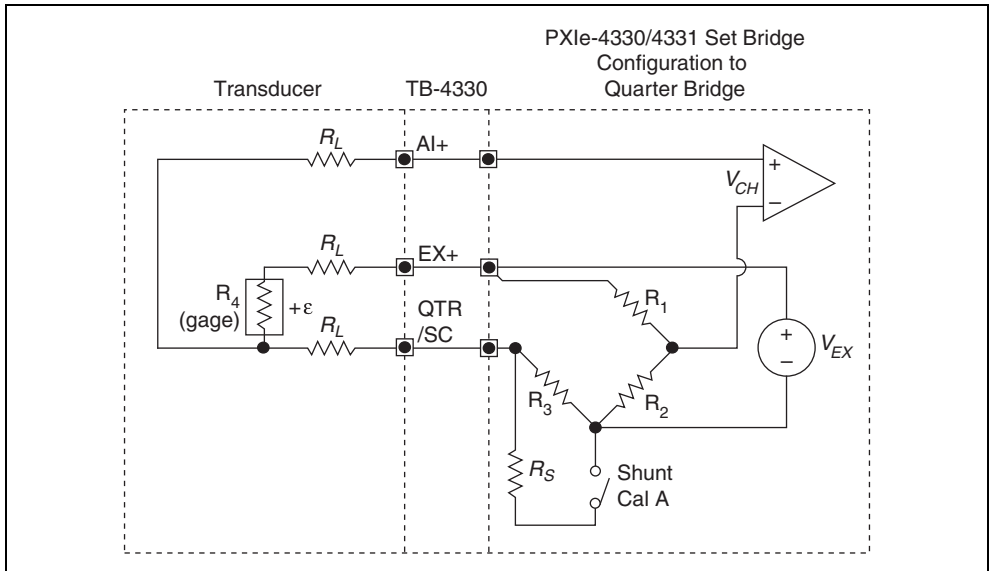 PXIe-4330/4331 Set Bridge
Configuration to
Quarter Bridge
Transducer
TB-4330
R_L
AI+
+
V_CH
–
R_L
EX+
R_4
(gage)
+ε
R_1
QTR
/SC
R_L
+
–
V_EX
R_3
R_2
R_S
Shunt
Cal A